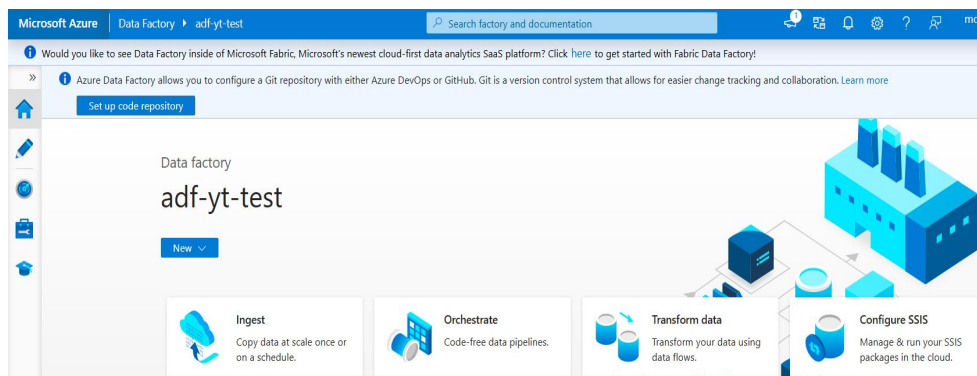 Microsoft Azure Data Factory adf-yt-test Search factory and documentation 1 ? mo
Would you like to see Data Factory inside of Microsoft Fabric, Microsoft's newest cloud-first data analytics SaaS platform? Click here to get started with Fabric Data Factory!
» Azure Data Factory allows you to configure a Git repository with either Azure DevOps or GitHub. Git is a version control system that allows for easier change tracking and collaboration. Learn more
Set up code repository
Data factory
adf-yt-test
New
Ingest
Copy data at scale once or
on a schedule.
Orchestrate
Code-free data pipelines.
Transform data
Transform your data using
data flows.
Configure SSIS
Manage & run your SSIS
packages in the cloud.